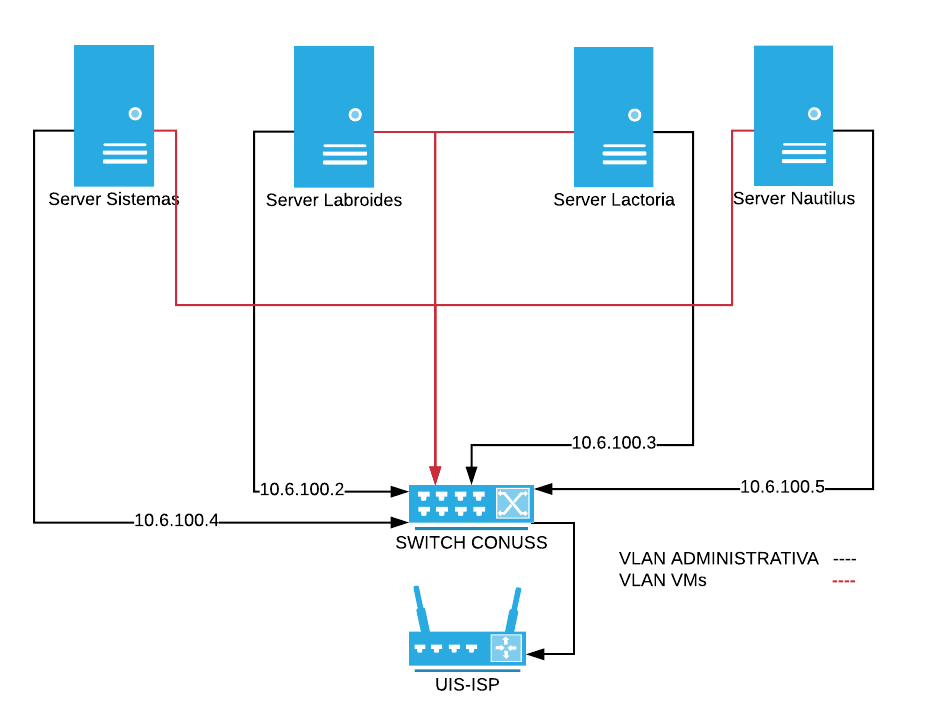 Server Sistemas
Server Labroides
Server Lactoria
Server Nautilus
10.6.100.3
10.6.100.2
10.6.100.5
10.6.100.4
SWITCH CONUSS
VLAN ADMINISTRATIVA ----
VLAN VMs ----
UIS-ISP